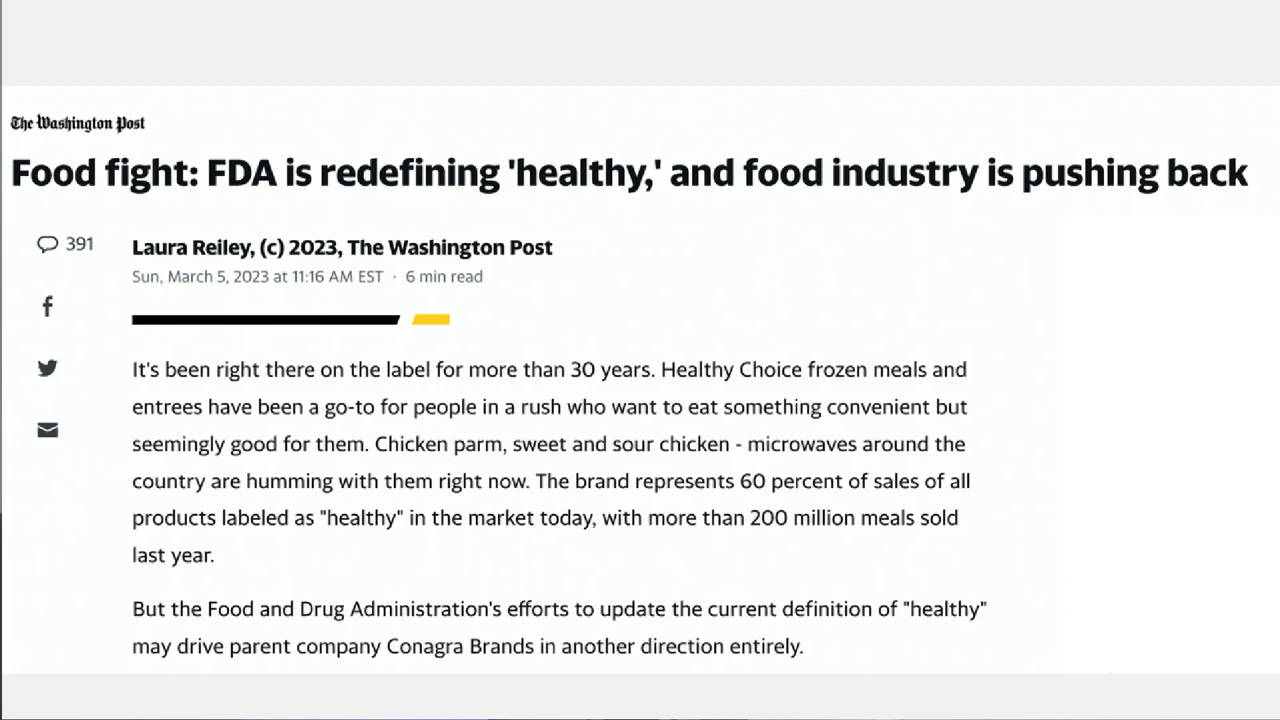 The Washington Post
Food fight: FDA is redefining 'healthy,' and food industry is pushing back
391
Laura Reiley, (c) 2023, The Washington Post
Sun, March 5, 2023 at 11:16 AM EST · 6 min read
It's been right there on the label for more than 30 years. Healthy Choice frozen meals and
entrees have been a go-to for people in a rush who want to eat something convenient but
seemingly good for them. Chicken parm, sweet and sour chicken - microwaves around the
country are humming with them right now. The brand represents 60 percent of sales of all
products labeled as "healthy" in the market today, with more than 200 million meals sold
last year.
But the Food and Drug Administration's efforts to update the current definition of "healthy"
may drive parent company Conagra Brands in another direction entirely.